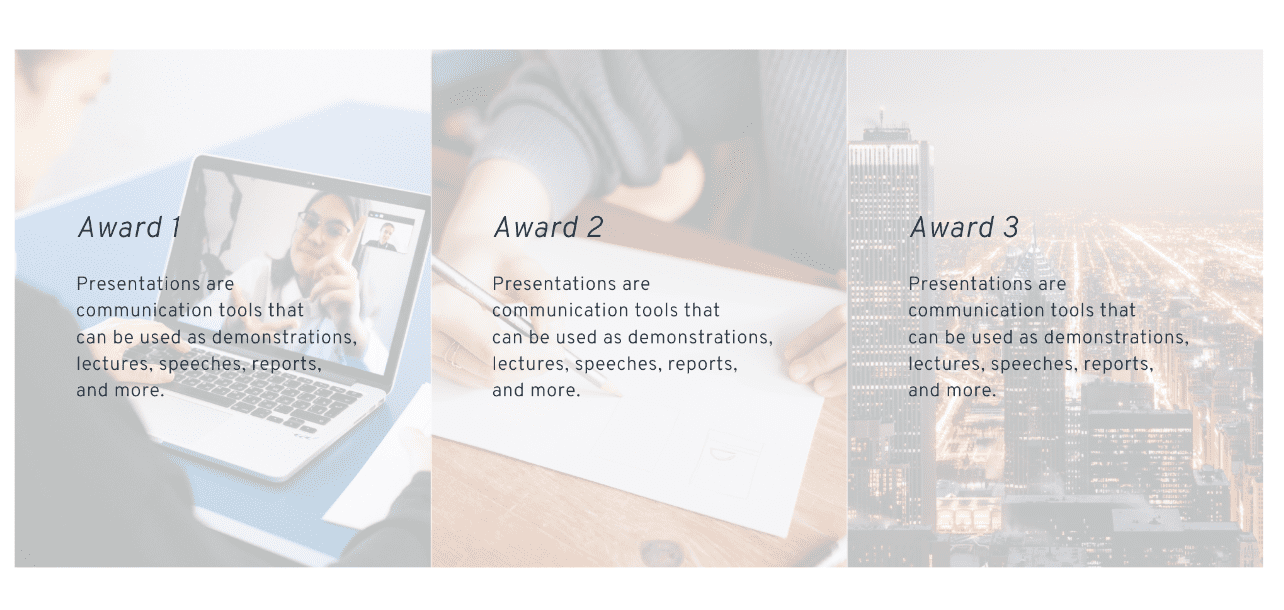 Award 1
Presentations are
communication tools that
can be used as demonstrations,
lectures, speeches, reports,
and more.
Award 2
Presentations are
communication tools that
can be used as demonstrations,
lectures, speeches, reports,
and more.
Award 3
Presentations are
communication tools that
can be used as demonstrations,
lectures, speeches, reports,
and more.